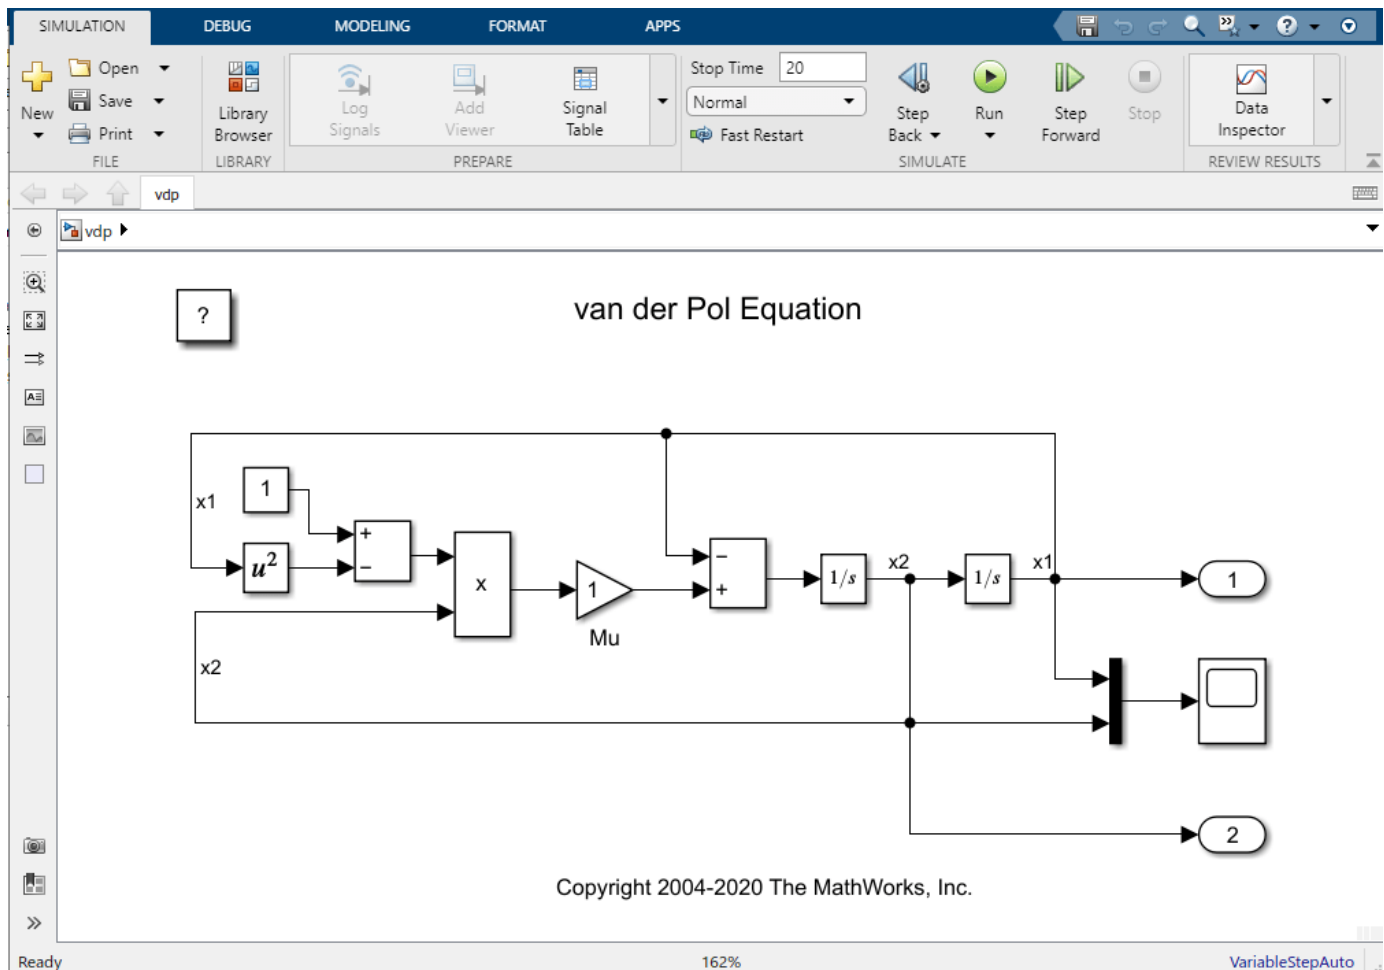 SIMULATION DEBUG MODELING FORMAT APPS
New
Open
Save
Print
FILE
Library
Browser
LIBRARY
Log
Signals
Add
Viewer
Signal
Table
PREPARE
Stop Time 20
Normal
Fast Restart
Step
Back
Run
Step
Forward
Stop
SIMULATE
Data
Inspector
REVIEW RESULTS
vdp
vdp
?
van der Pol Equation
x1
1
+
−
u²
x
1
Mu
−
+
1/s
x2
1/s
x1
1
x2
2
Copyright 2004-2020 The MathWorks, Inc.
Ready 162% VariableStepAuto